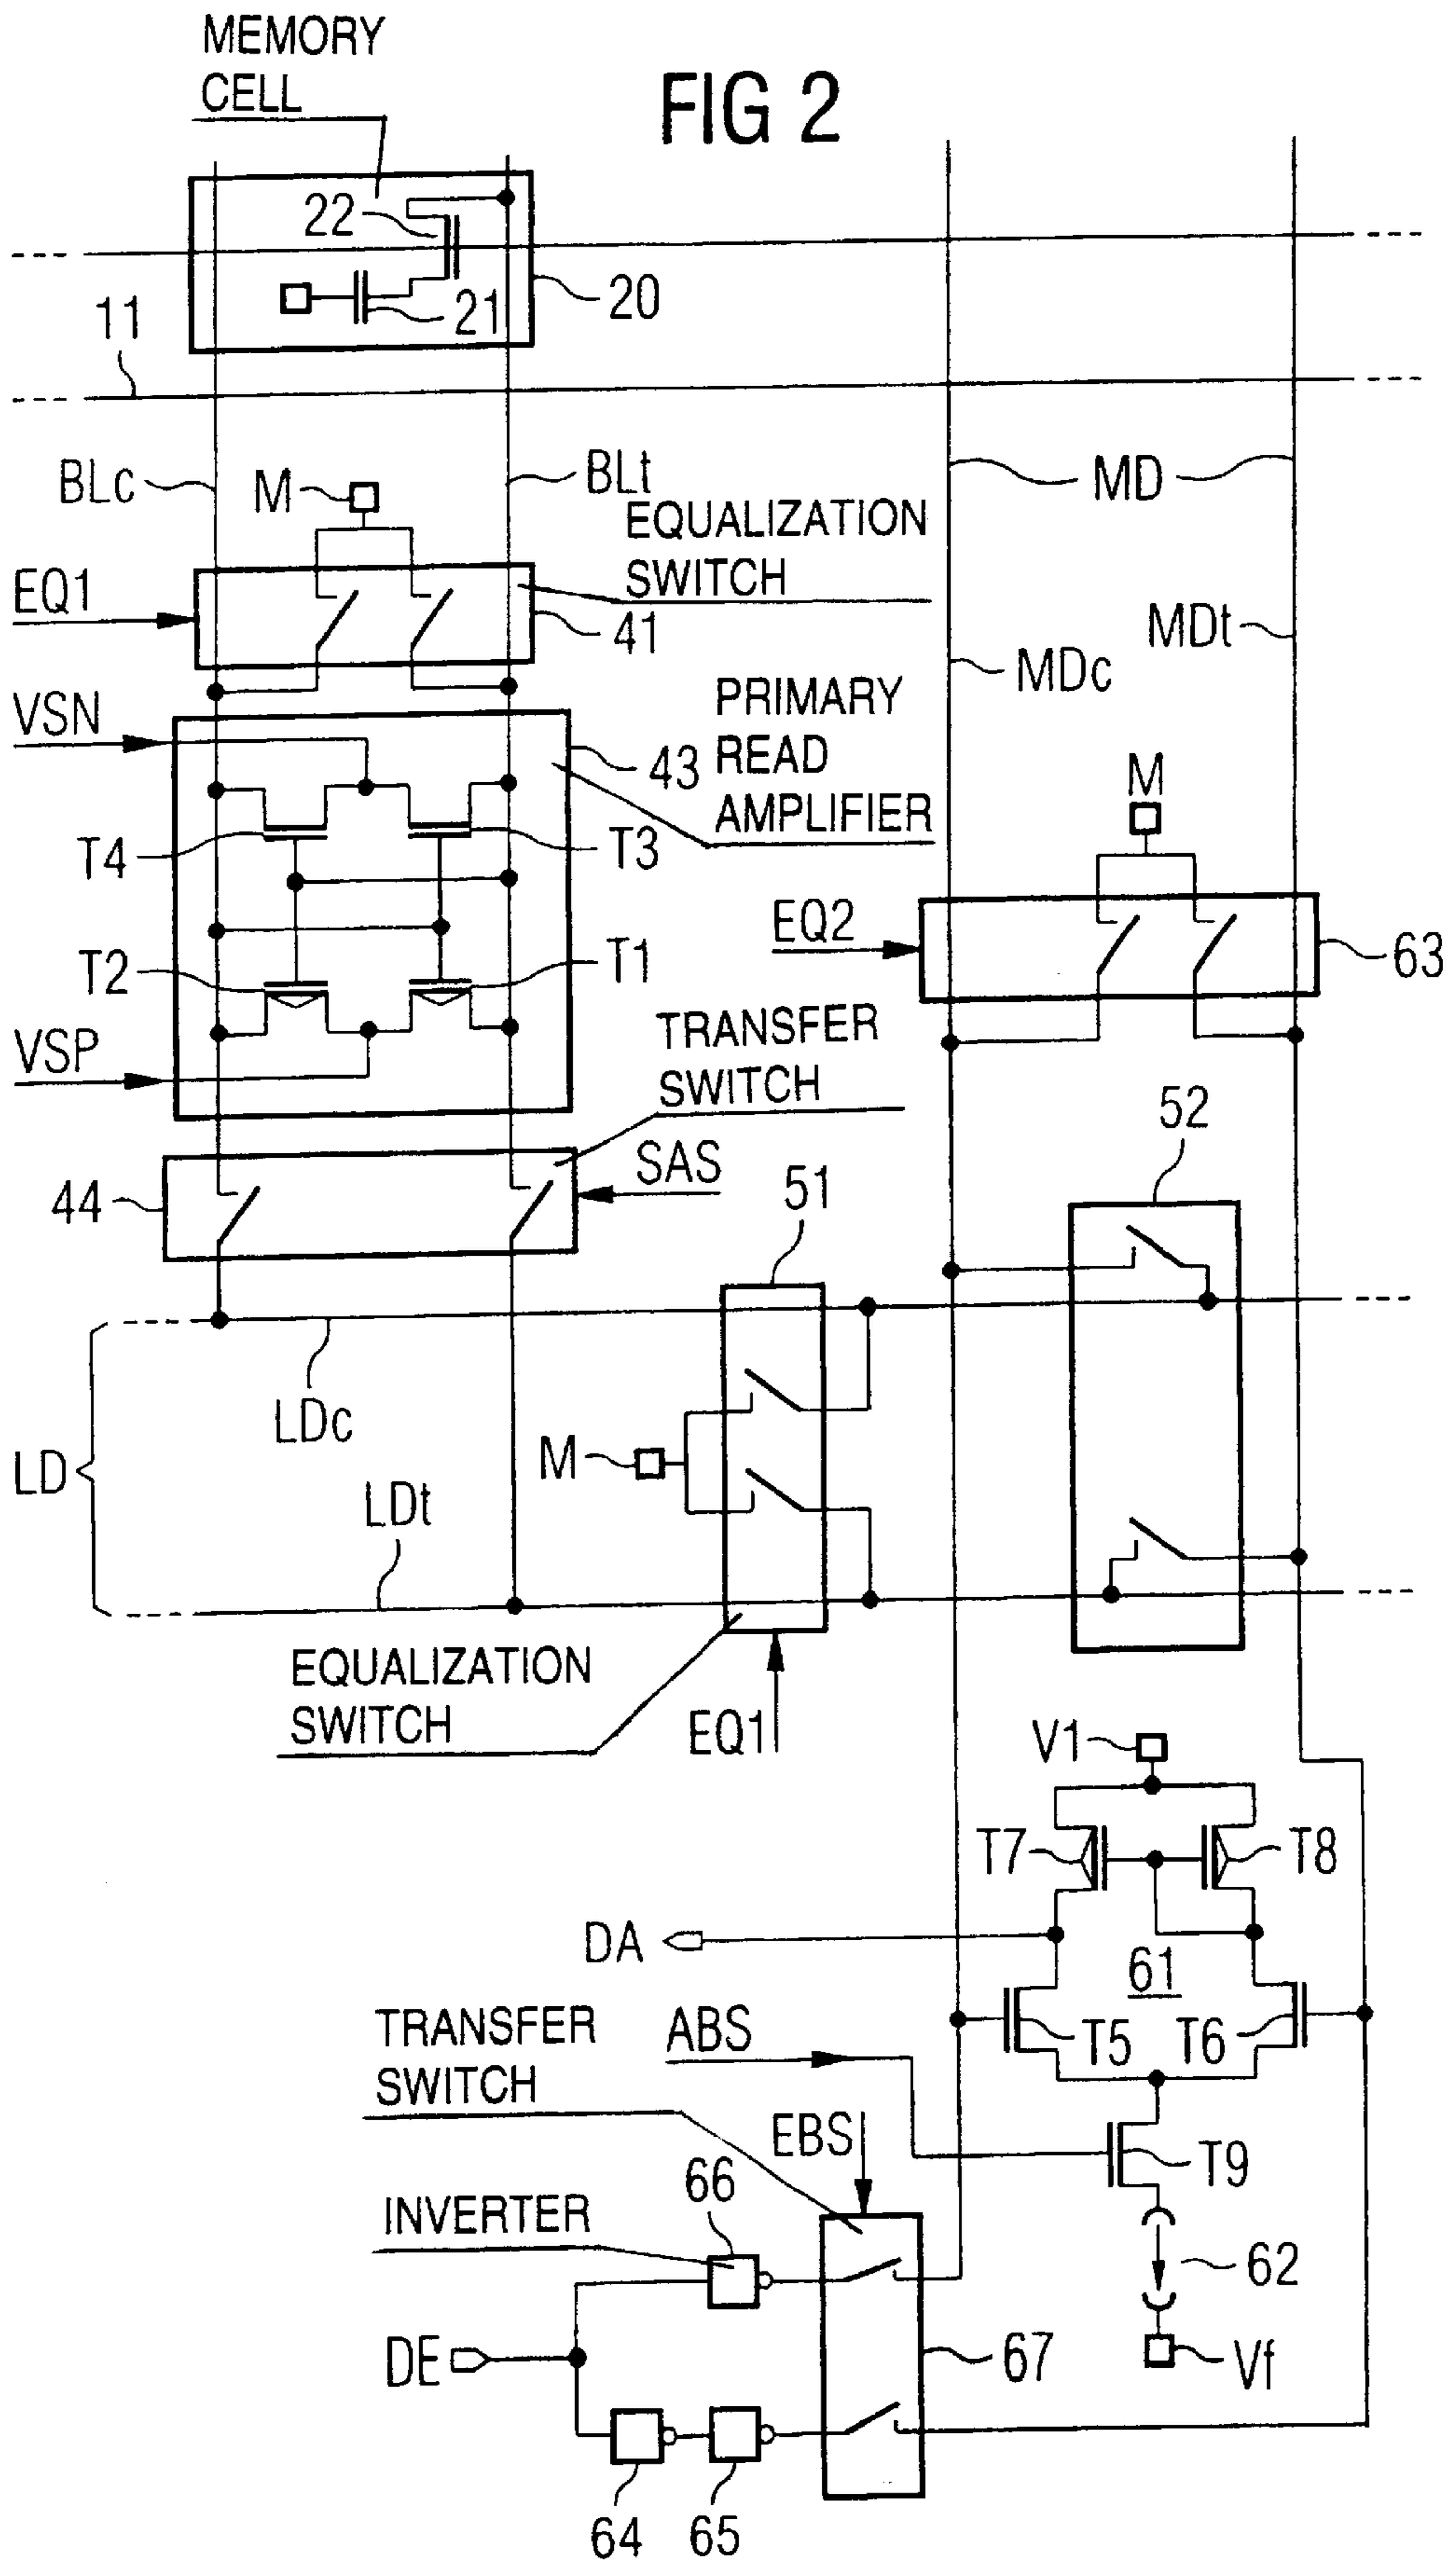 MEMORY
CELL
FIG 2
22
21
20
11
BLc
M
BLt
MD
EQUALIZATION
SWITCH
EQ1
41
MDt
MDc
VSN
PRIMARY
READ
AMPLIFIER
43
M
T4
T3
EQ2
63
T2
T1
VSP
TRANSFER
SWITCH
52
SAS
44
51
LDc
LD
M
LDt
EQUALIZATION
SWITCH
EQ1
V1
T7
T8
DA
61
TRANSFER
SWITCH
ABS
T5
T6
EBS
T9
66
INVERTER
62
DE
67
Vf
64
65